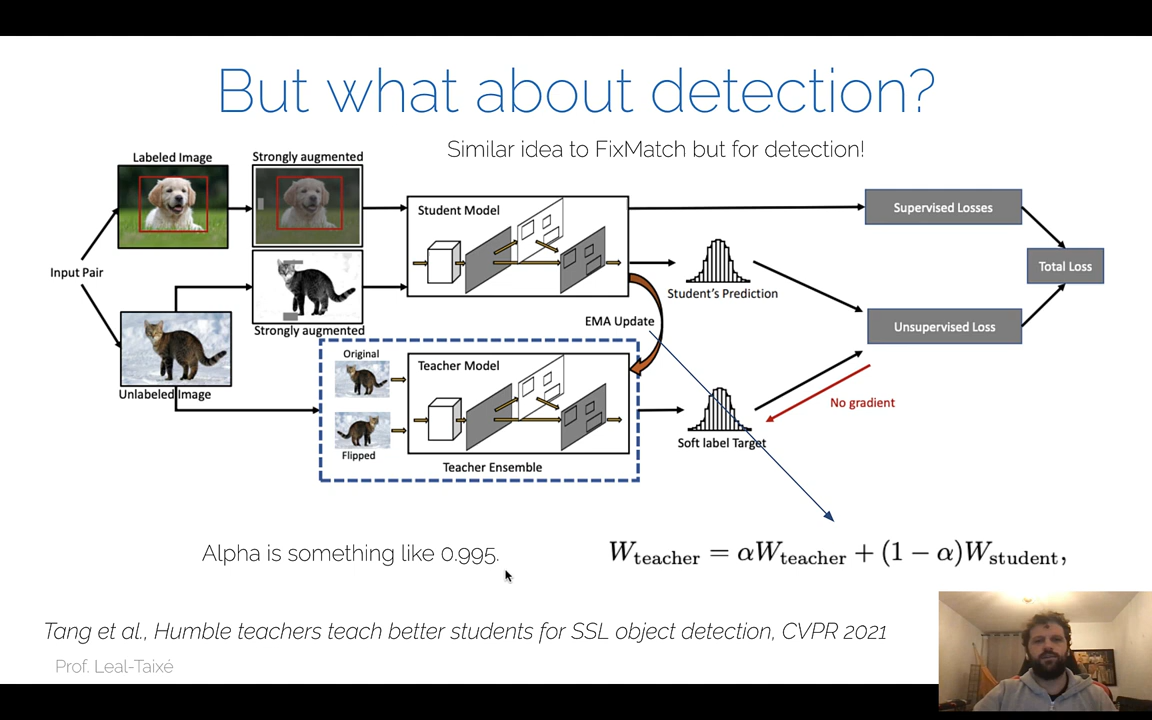 But what about detection?
Similar idea to FixMatch but for detection!
Labeled Image
Strongly augmented
Student Model
Supervised Losses
Input Pair
Total Loss
Student's Prediction
EMA Update
Unsupervised Loss
Strongly augmented
Original
Teacher Model
Unlabeled Image
No gradient
Soft label Target
Flipped
Teacher Ensemble
Alpha is something like 0.995.
W_teacher = αW_teacher + (1 − α)W_student,
Tang et al., Humble teachers teach better students for SSL object detection, CVPR 2021
Prof. Leal-Taixé